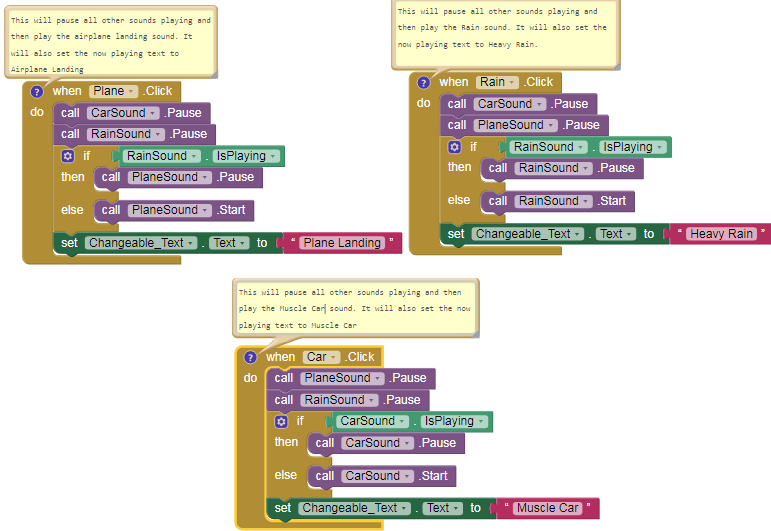 This will pause all other sounds playing and
then play the airplane landing sound. It
will also set the now playing text to
Airplane Landing
? when Plane .Click
do call CarSound .Pause
call RainSound .Pause
if RainSound . IsPlaying
then call PlaneSound .Pause
else call PlaneSound .Start
set Changeable_Text . Text to “ Plane Landing ”
This will pause all other sounds playing and
then play the Rain sound. It will also set the
now playing text to Heavy Rain.
? when Rain .Click
do call CarSound .Pause
call PlaneSound .Pause
if RainSound . IsPlaying
then call RainSound .Pause
else call RainSound .Start
set Changeable_Text . Text to “ Heavy Rain ”
This will pause all other sounds playing and then
play the Muscle Car sound. It will also set the now
playing text to Muscle Car
? when Car .Click
do call PlaneSound .Pause
call RainSound .Pause
if CarSound . IsPlaying
then call CarSound .Pause
else call CarSound .Start
set Changeable_Text . Text to “ Muscle Car ”